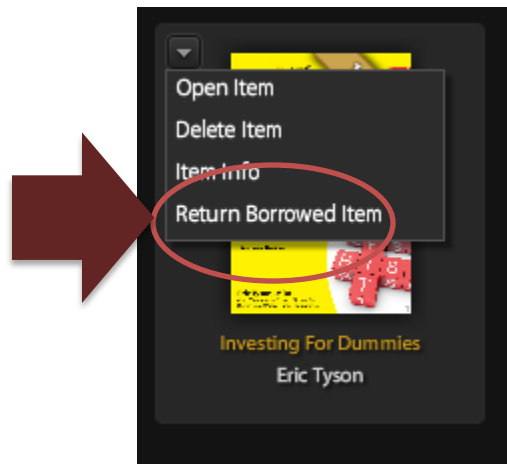 Open Item
Delete Item
Item Info
Return Borrowed Item
Investing For Dummies
Eric Tyson